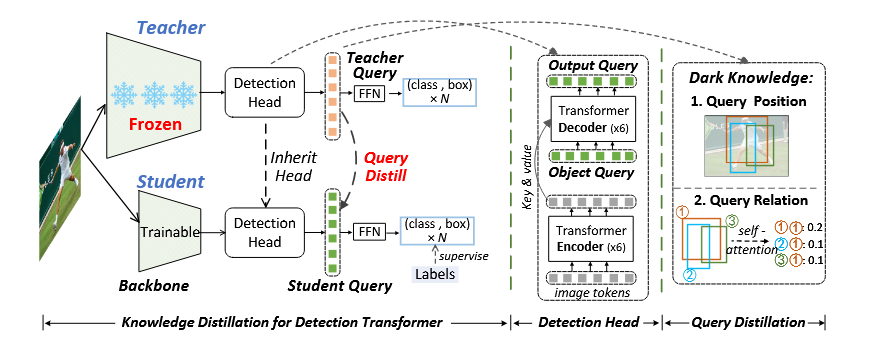 Teacher
Frozen
Detection
Head
Teacher
Query
FFN
(class , box)
× N
Inherit
Head
Query
Distill
Student
Trainable
Backbone
Detection
Head
Student Query
FFN
(class , box)
× N
supervise
Labels
Output Query
Transformer
Decoder (x6)
Object Query
Key & value
Transformer
Encoder (x6)
image tokens
Dark Knowledge:
1. Query Position
2. Query Relation
1
2
3
self -
attention
1 1: 0.2
2 1: 0.1
3 1: 0.1
Knowledge Distillation for Detection Transformer
Detection Head
Query Distillation